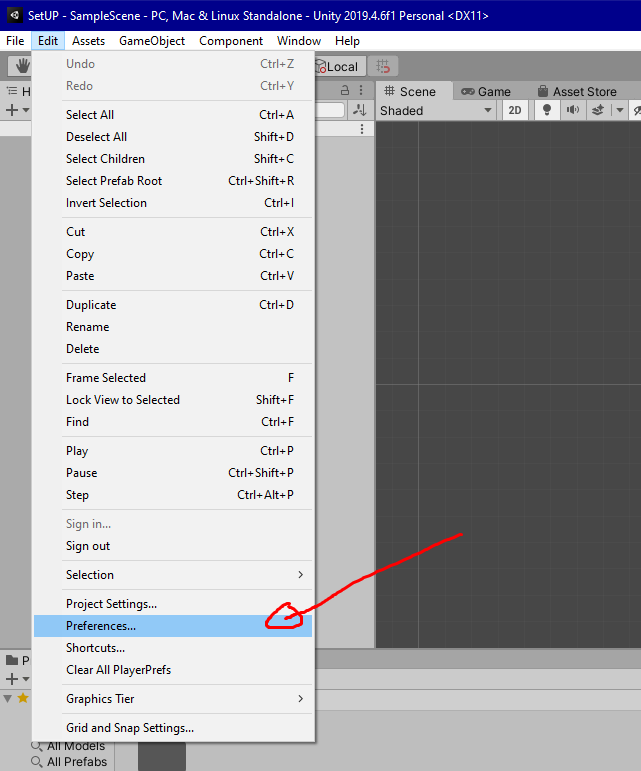 SetUP - SampleScene - PC, Mac & Linux Standalone - Unity 2019.4.6f1 Personal <DX11>
File Edit Assets GameObject Component Window Help
Local
Scene Game Asset Store
Shaded 2D
Undo Ctrl+Z
Redo Ctrl+Y
Select All Ctrl+A
Deselect All Shift+D
Select Children Shift+C
Select Prefab Root Ctrl+Shift+R
Invert Selection Ctrl+I
Cut Ctrl+X
Copy Ctrl+C
Paste Ctrl+V
Duplicate Ctrl+D
Rename
Delete
Frame Selected F
Lock View to Selected Shift+F
Find Ctrl+F
Play Ctrl+P
Pause Ctrl+Shift+P
Step Ctrl+Alt+P
Sign in...
Sign out
Selection
Project Settings...
Preferences...
Shortcuts...
Clear All PlayerPrefs
Graphics Tier
Grid and Snap Settings...
All Models
All Prefabs